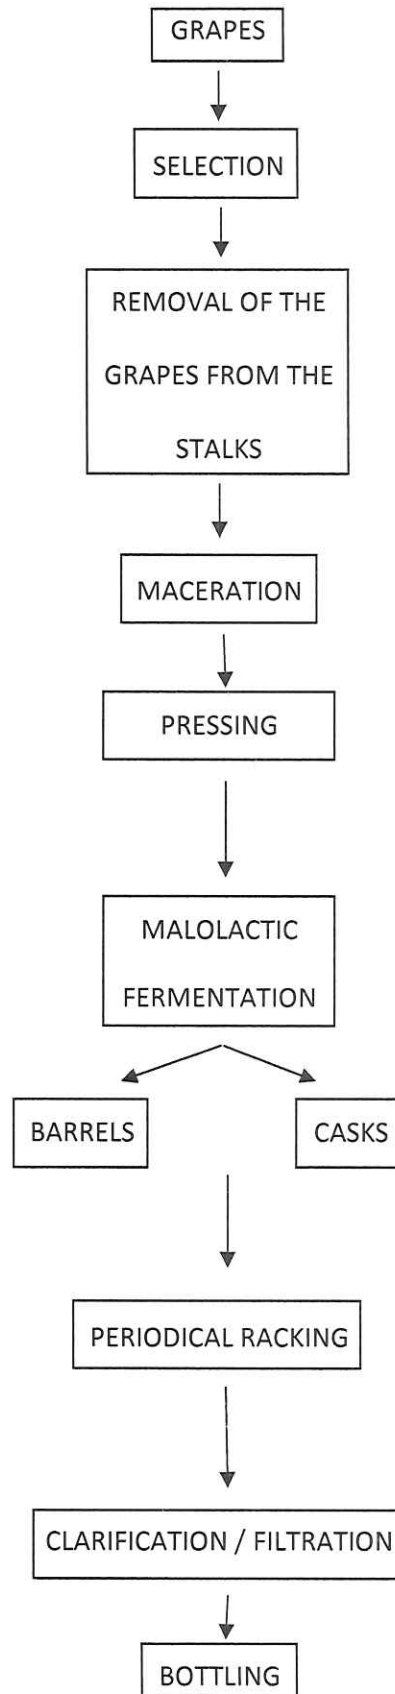 GRAPES
SELECTION
REMOVAL OF THE
GRAPES FROM THE
STALKS
MACERATION
PRESSING
MALOLACTIC
FERMENTATION
BARRELS
CASKS
PERIODICAL RACKING
CLARIFICATION / FILTRATION
BOTTLING